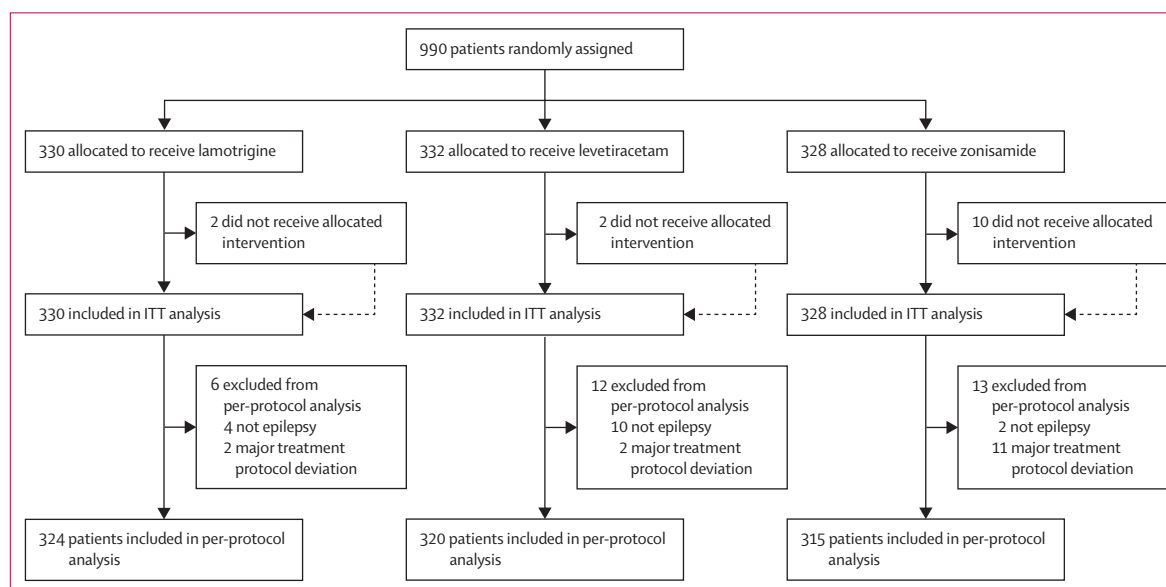 990 patients randomly assigned
330 allocated to receive lamotrigine
332 allocated to receive levetiracetam
328 allocated to receive zonisamide
2 did not receive allocated
intervention
2 did not receive allocated
intervention
10 did not receive allocated
intervention
330 included in ITT analysis
332 included in ITT analysis
328 included in ITT analysis
6 excluded from
per-protocol analysis
4 not epilepsy
2 major treatment
protocol deviation
12 excluded from
per-protocol analysis
10 not epilepsy
2 major treatment
protocol deviation
13 excluded from
per-protocol analysis
2 not epilepsy
11 major treatment
protocol deviation
324 patients included in per-protocol
analysis
320 patients included in per-protocol
analysis
315 patients included in per-protocol
analysis